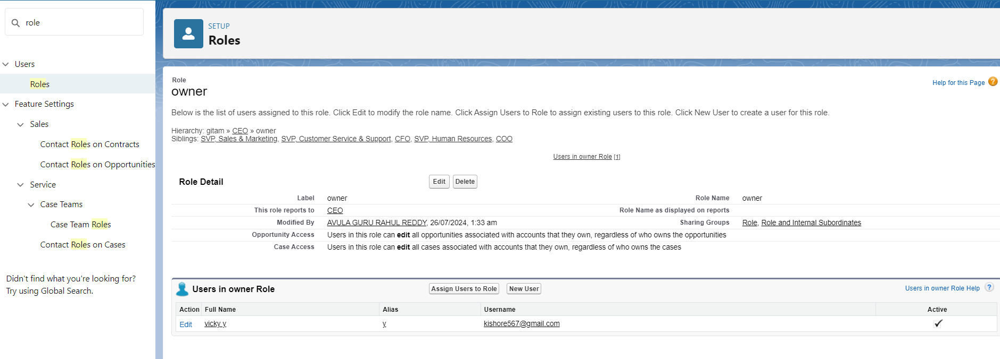 role
Users
Roles
Feature Settings
Sales
Contact Roles on Contracts
Contact Roles on Opportunities
Service
Case Teams
Case Team Roles
Contact Roles on Cases
Didn't find what you're looking for?
Try using Global Search.
SETUP
Roles
Role
owner
Help for this Page ?
Below is the list of users assigned to this role. Click Edit to modify the role name. Click Assign Users to Role to assign existing users to this role. Click New User to create a user for this role.
Hierarchy: gitam » CEO » owner
Siblings: SVP, Sales & Marketing, SVP, Customer Service & Support, CFO, SVP, Human Resources, COO
Users in owner Role [1]
Role Detail Edit Delete
Label owner Role Name owner
This role reports to CEO Role Name as displayed on reports
Modified By AVULA GURU RAHUL REDDY, 26/07/2024, 1:33 am Sharing Groups Role, Role and Internal Subordinates
Opportunity Access Users in this role can edit all opportunities associated with accounts that they own, regardless of who owns the opportunities
Case Access Users in this role can edit all cases associated with accounts that they own, regardless of who owns the cases
Users in owner Role Assign Users to Role New User Users in owner Role Help ?
Action Full Name Alias Username Active
Edit vicky y y kishore567@gmail.com